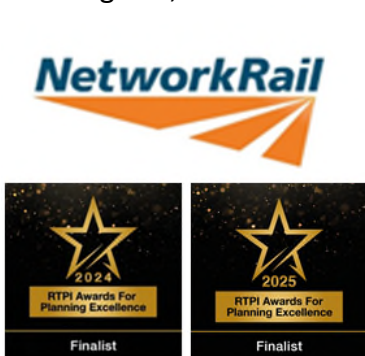 NetworkRail
2024
RTPI Awards For
Planning Excellence
Finalist
2025
RTPI Awards For
Planning Excellence
Finalist